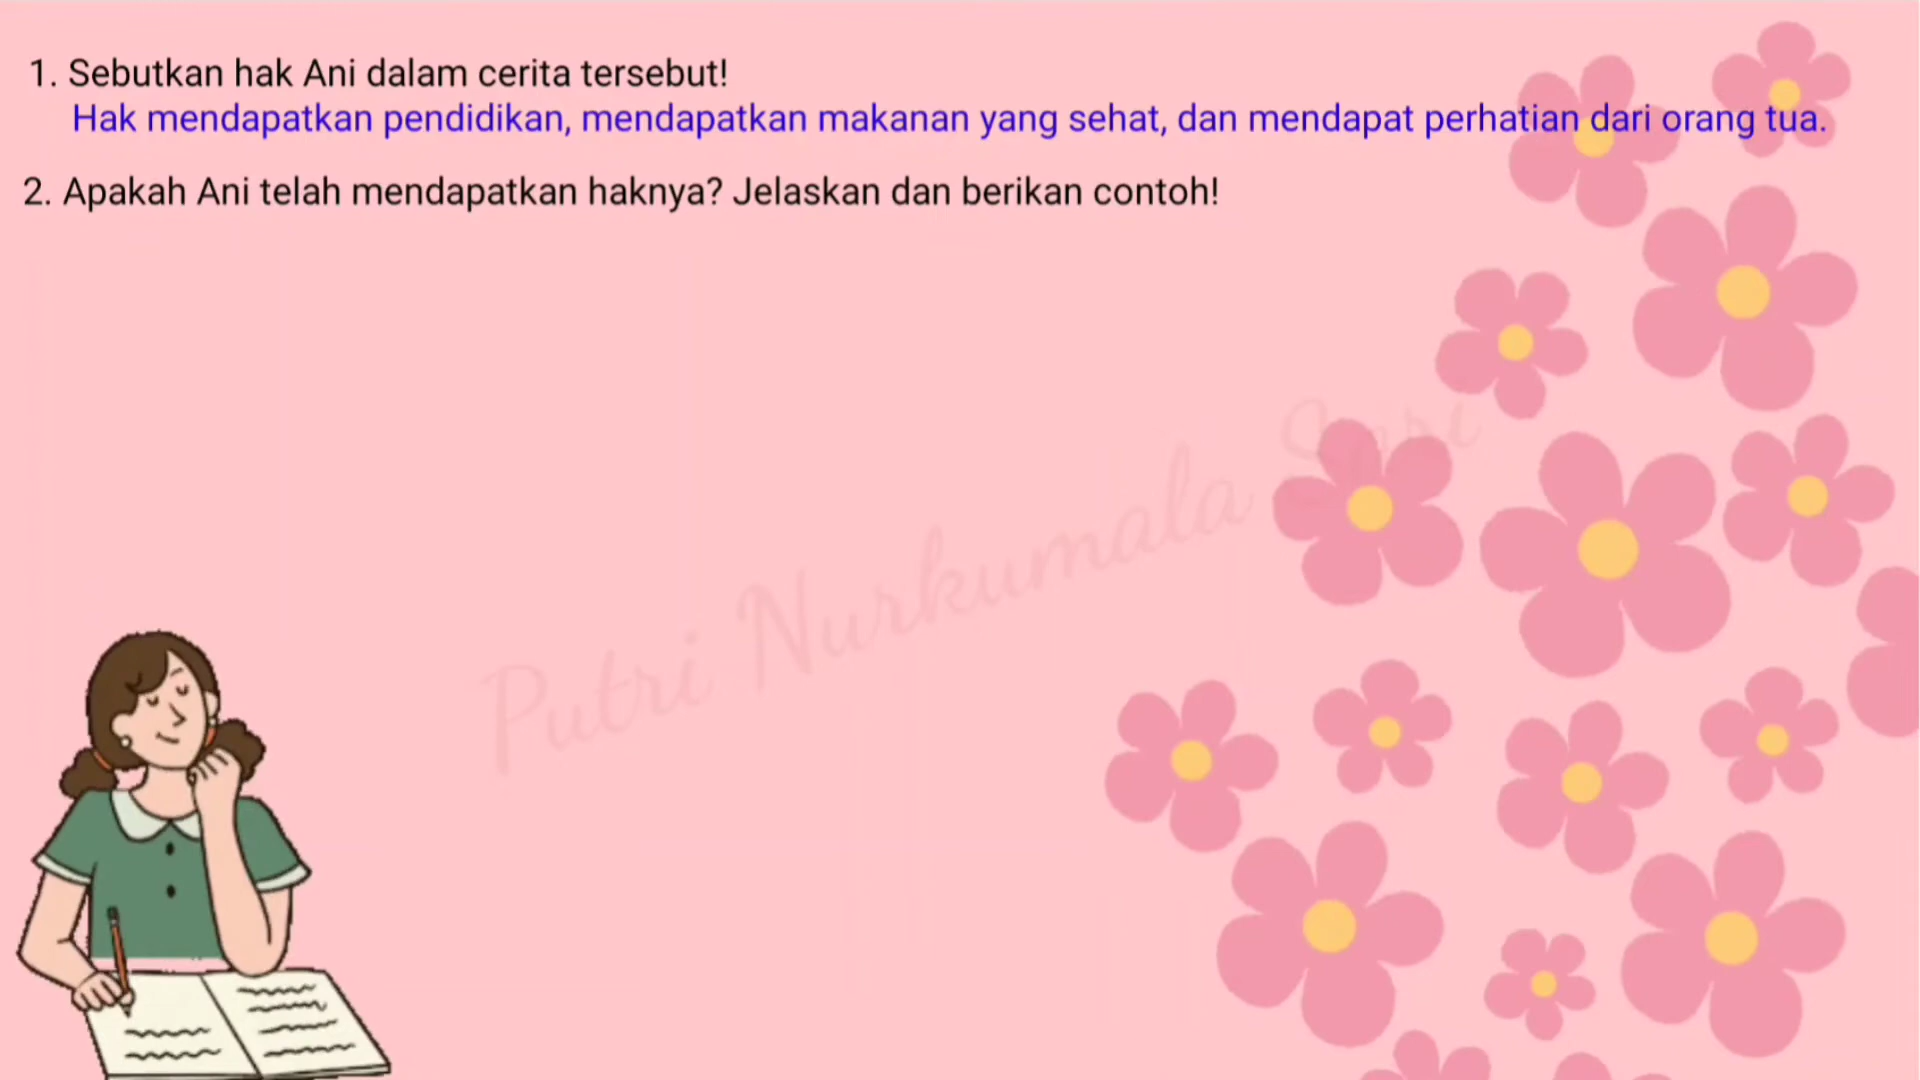 1. Sebutkan hak Ani dalam cerita tersebut!
Hak mendapatkan pendidikan, mendapatkan makanan yang sehat, dan mendapat perhatian dari orang tua.
2. Apakah Ani telah mendapatkan haknya? Jelaskan dan berikan contoh!
Putri Nurkumala Sari